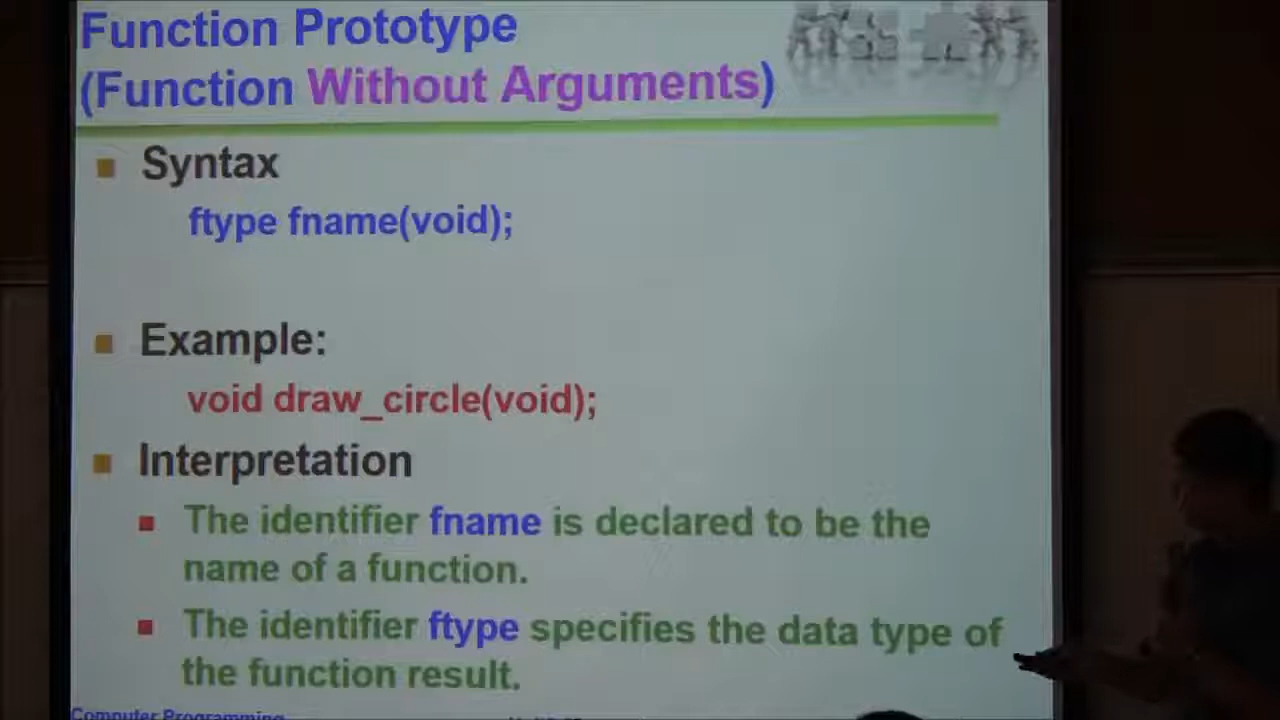 Function Prototype
(Function Without Arguments)
Syntax
ftype fname(void);
Example:
void draw_circle(void);
Interpretation
The identifier fname is declared to be the
name of a function.
The identifier ftype specifies the data type of
the function result.
Computer Programming